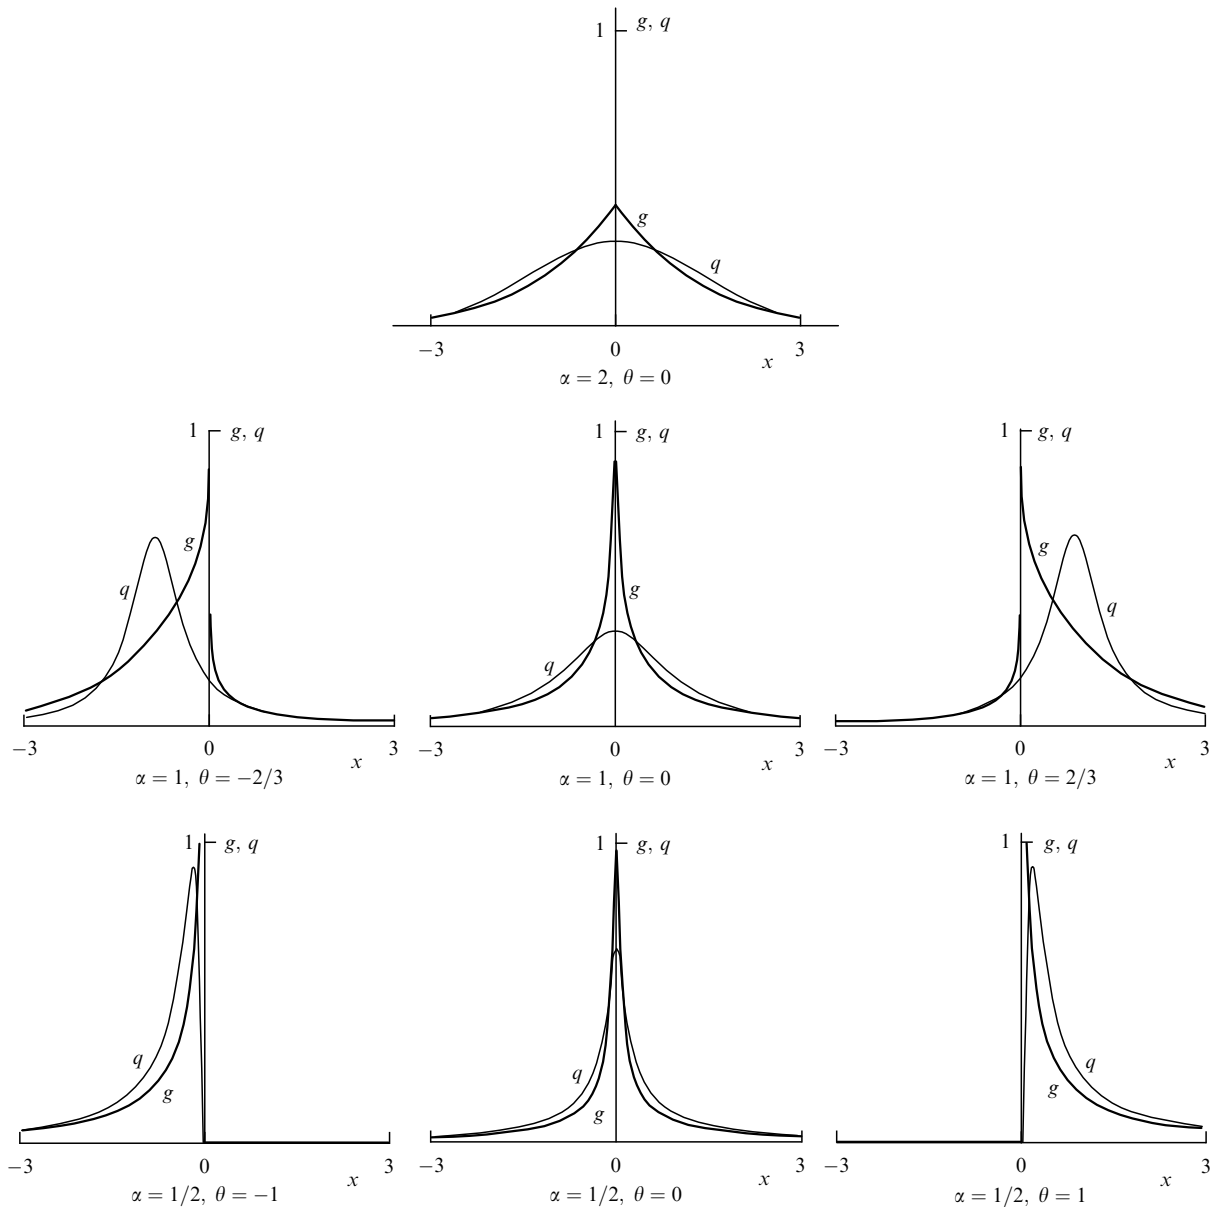 1 g, q
g
q
−3 0 3
x
α = 2, θ = 0
1 g, q
g
q
−3 0 3
x
α = 1, θ = −2/3
1 g, q
g
q
−3 0 3
x
α = 1, θ = 0
1 g, q
g
q
−3 0 3
x
α = 1, θ = 2/3
1 g, q
q
g
−3 0 3
x
α = 1/2, θ = −1
1 g, q
q
g
−3 0 3
x
α = 1/2, θ = 0
1 g, q
q
g
−3 0 3
x
α = 1/2, θ = 1